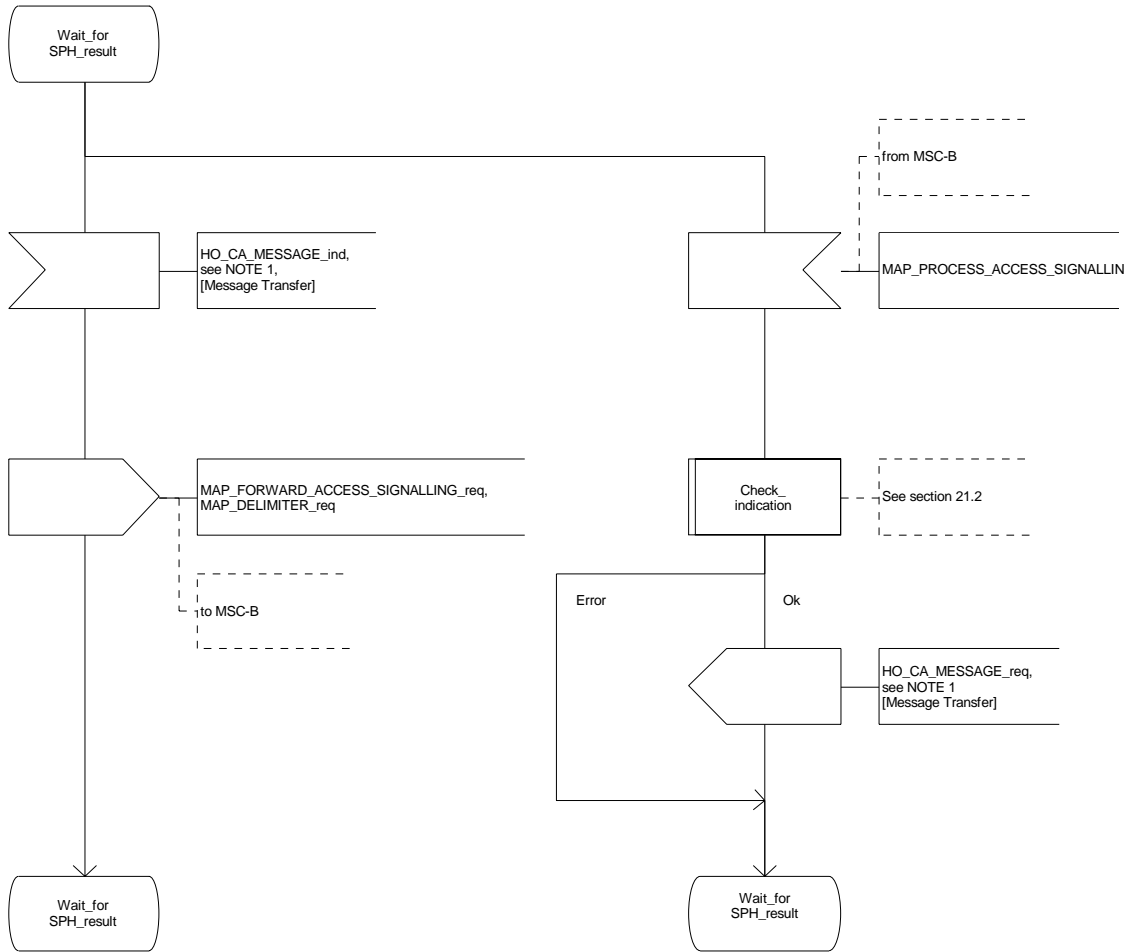 Wait_for
SPH_result
from MSC-B
HO_CA_MESSAGE_ind,
see NOTE 1,
[Message Transfer]
MAP_PROCESS_ACCESS_SIGNALLIN
MAP_FORWARD_ACCESS_SIGNALLING_req,
MAP_DELIMITER_req
to MSC-B
Check_
indication
See section 21.2
Error
Ok
HO_CA_MESSAGE_req,
see NOTE 1
[Message Transfer]
Wait_for
SPH_result
Wait_for
SPH_result